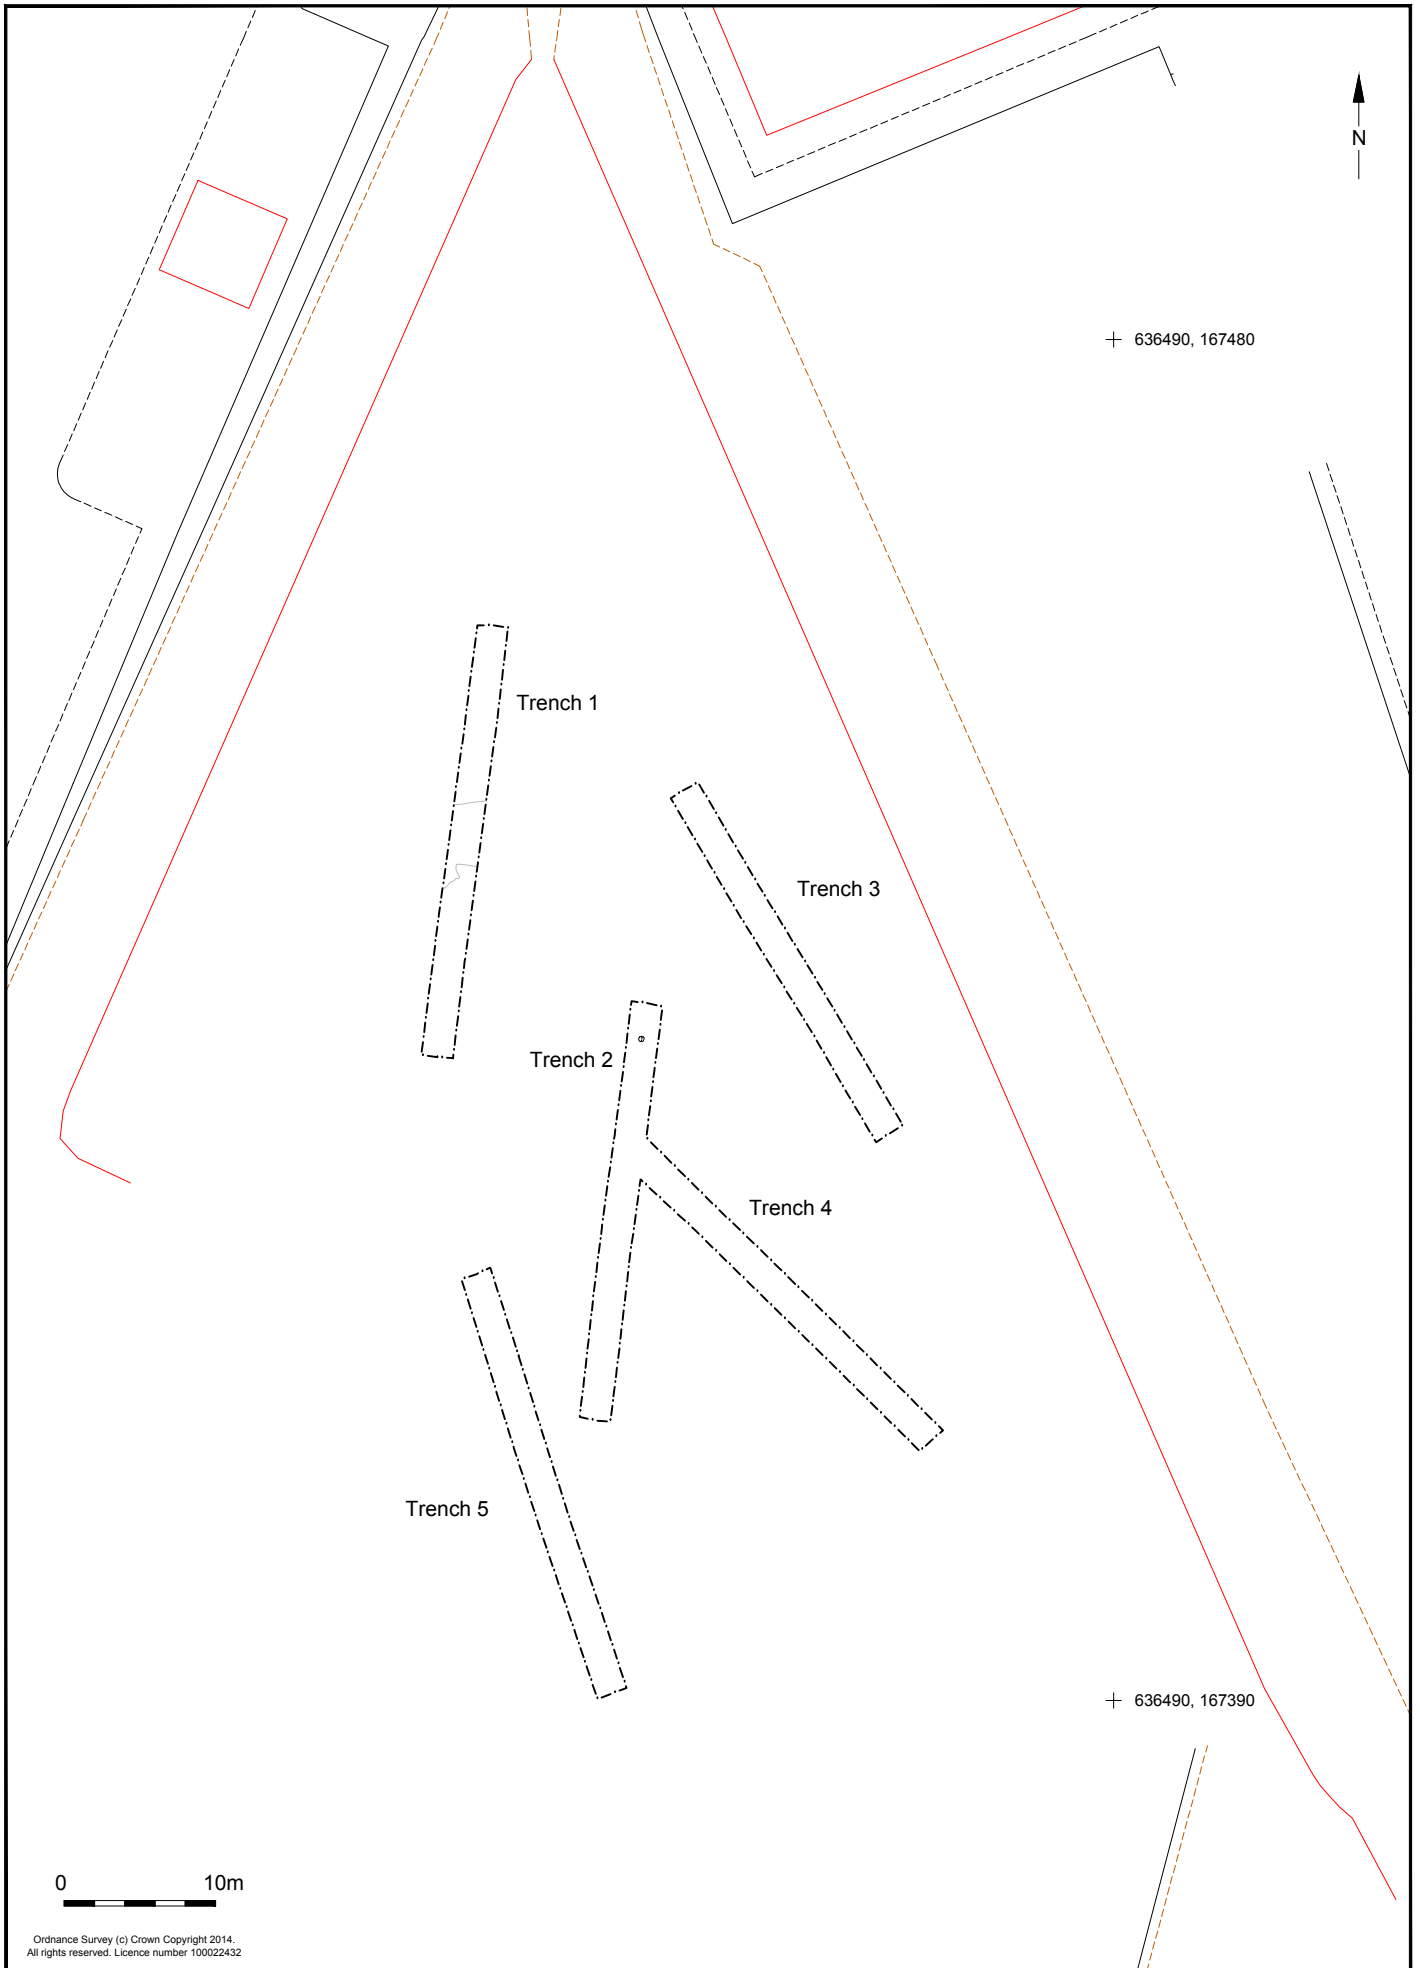 N
636490, 167480
Trench 1
Trench 3
Trench 2
Trench 4
Trench 5
636490, 167390
0 10m
Ordnance Survey (c) Crown Copyright 2014.
All rights reserved. Licence number 100022432